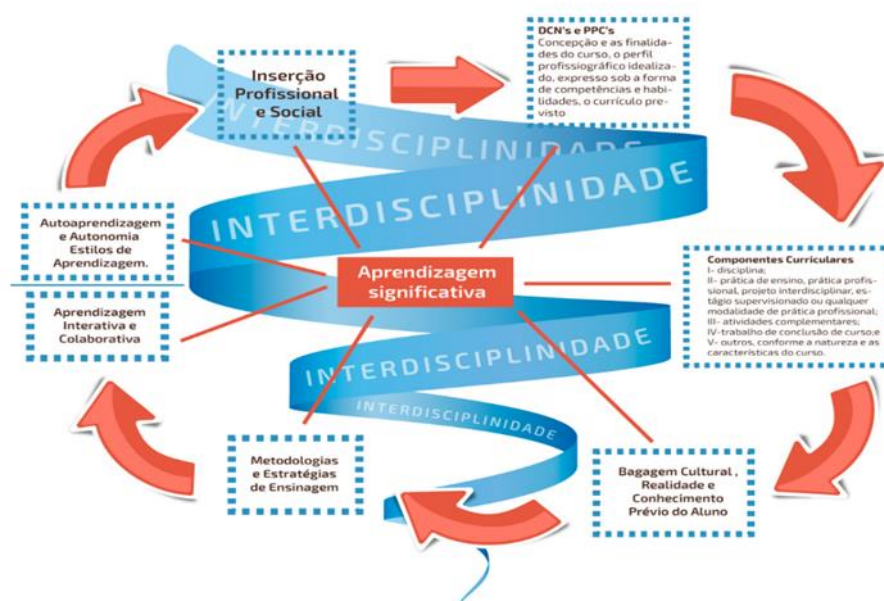 Inserção
Profissional
e Social
DCN's e PPC's
Concepção e as finalida-
des do curso, o perfil
profissiográfico idealiza-
do, expresso sob a forma
de competências e habi-
lidades, o currículo pre-
visto
INTERDISCIPLINIDADE
INTERDISCIPLINIDADE
Autoaprendizagem
e Autonomia
Estilos de
Aprendizagem.
Aprendizagem
Interativa e
Colaborativa
Aprendizagem
significativa
Componentes Curriculares
I- disciplina;
II- prática de ensino, prática profis-
sional, projeto interdisciplinar, es-
tágio supervisionado ou qualquer
modalidade de prática profissional;
III- atividades complementares;
IV-trabalho de conclusão de curso;e
V- outros, conforme a natureza e as
características do curso.
INTERDISCIPLINIDADE
INTERDISCIPLINIDADE
Metodologias
e Estratégias
de Ensinagem
Bagagem Cultural ,
Realidade e
Conhecimento
Prévio do Aluno